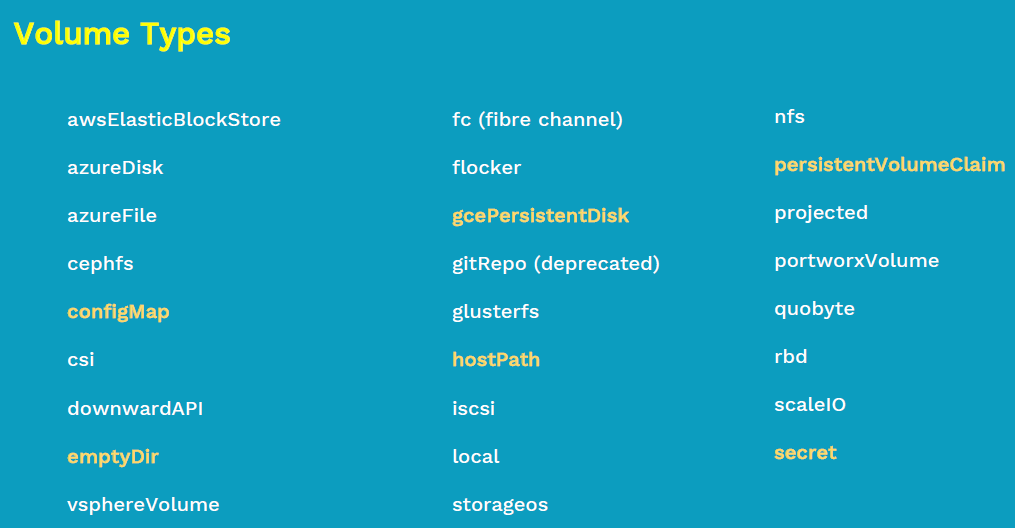 Volume Types
awsElasticBlockStore
azureDisk
azureFile
cephfs
configMap
csi
downwardAPI
emptyDir
vsphereVolume
fc (fibre channel)
flocker
gcePersistentDisk
gitRepo (deprecated)
glusterfs
hostPath
iscsi
local
storageos
nfs
persistentVolumeClaim
projected
portworxVolume
quobyte
rbd
scaleIO
secret